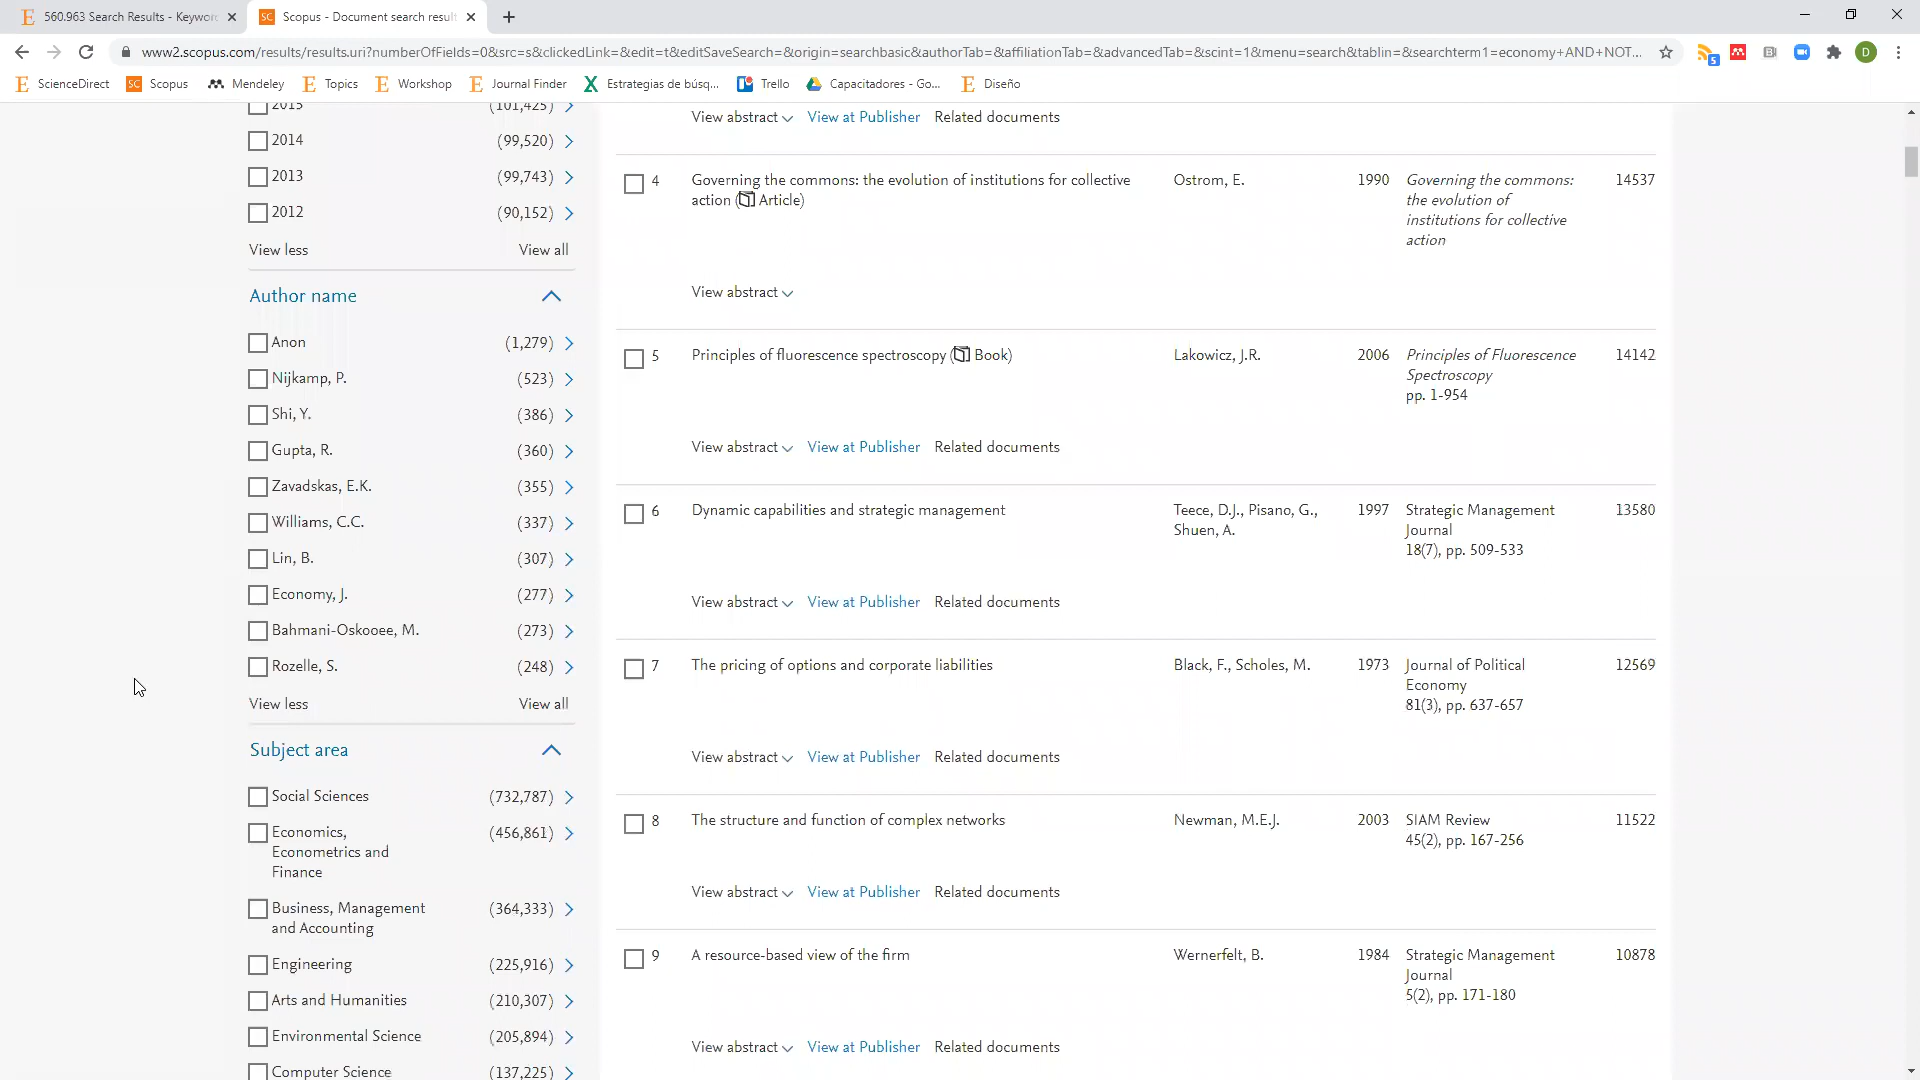 560.963 Search Results - Keywor
Scopus - Document search result
www2.scopus.com/results/results.uri?numberOfFields=0&src=s&clickedLink=&edit=t&editSaveSearch=&origin=searchbasic&authorTab=&affiliationTab=&advancedTab=&scint=1&menu=search&tablin=&searchterm1=economy+AND+NOT...
ScienceDirect Scopus Mendeley Topics Workshop Journal Finder Estrategias de búsq... Trello Capacitadores - Go... Diseño
2015 (101,425)
2014 (99,520)
2013 (99,743)
2012 (90,152)
View less View all
Author name
Anon (1,279)
Nijkamp, P. (523)
Shi, Y. (386)
Gupta, R. (360)
Zavadskas, E.K. (355)
Williams, C.C. (337)
Lin, B. (307)
Economy, J. (277)
Bahmani-Oskooee, M. (273)
Rozelle, S. (248)
View less View all
Subject area
Social Sciences (732,787)
Economics, (456,861)
Econometrics and
Finance
Business, Management (364,333)
and Accounting
Engineering (225,916)
Arts and Humanities (210,307)
Environmental Science (205,894)
Computer Science (137,225)
View abstract View at Publisher Related documents
4 Governing the commons: the evolution of institutions for collective Ostrom, E. 1990 Governing the commons: 14537
action ( Article) the evolution of
institutions for collective
action
View abstract
5 Principles of fluorescence spectroscopy ( Book) Lakowicz, J.R. 2006 Principles of Fluorescence 14142
Spectroscopy
pp. 1-954
View abstract View at Publisher Related documents
6 Dynamic capabilities and strategic management Teece, D.J., Pisano, G., 1997 Strategic Management 13580
Shuen, A. Journal
18(7), pp. 509-533
View abstract View at Publisher Related documents
7 The pricing of options and corporate liabilities Black, F., Scholes, M. 1973 Journal of Political 12569
Economy
81(3), pp. 637-657
View abstract View at Publisher Related documents
8 The structure and function of complex networks Newman, M.E.J. 2003 SIAM Review 11522
45(2), pp. 167-256
View abstract View at Publisher Related documents
9 A resource-based view of the firm Wernerfelt, B. 1984 Strategic Management 10878
Journal
5(2), pp. 171-180
View abstract View at Publisher Related documents